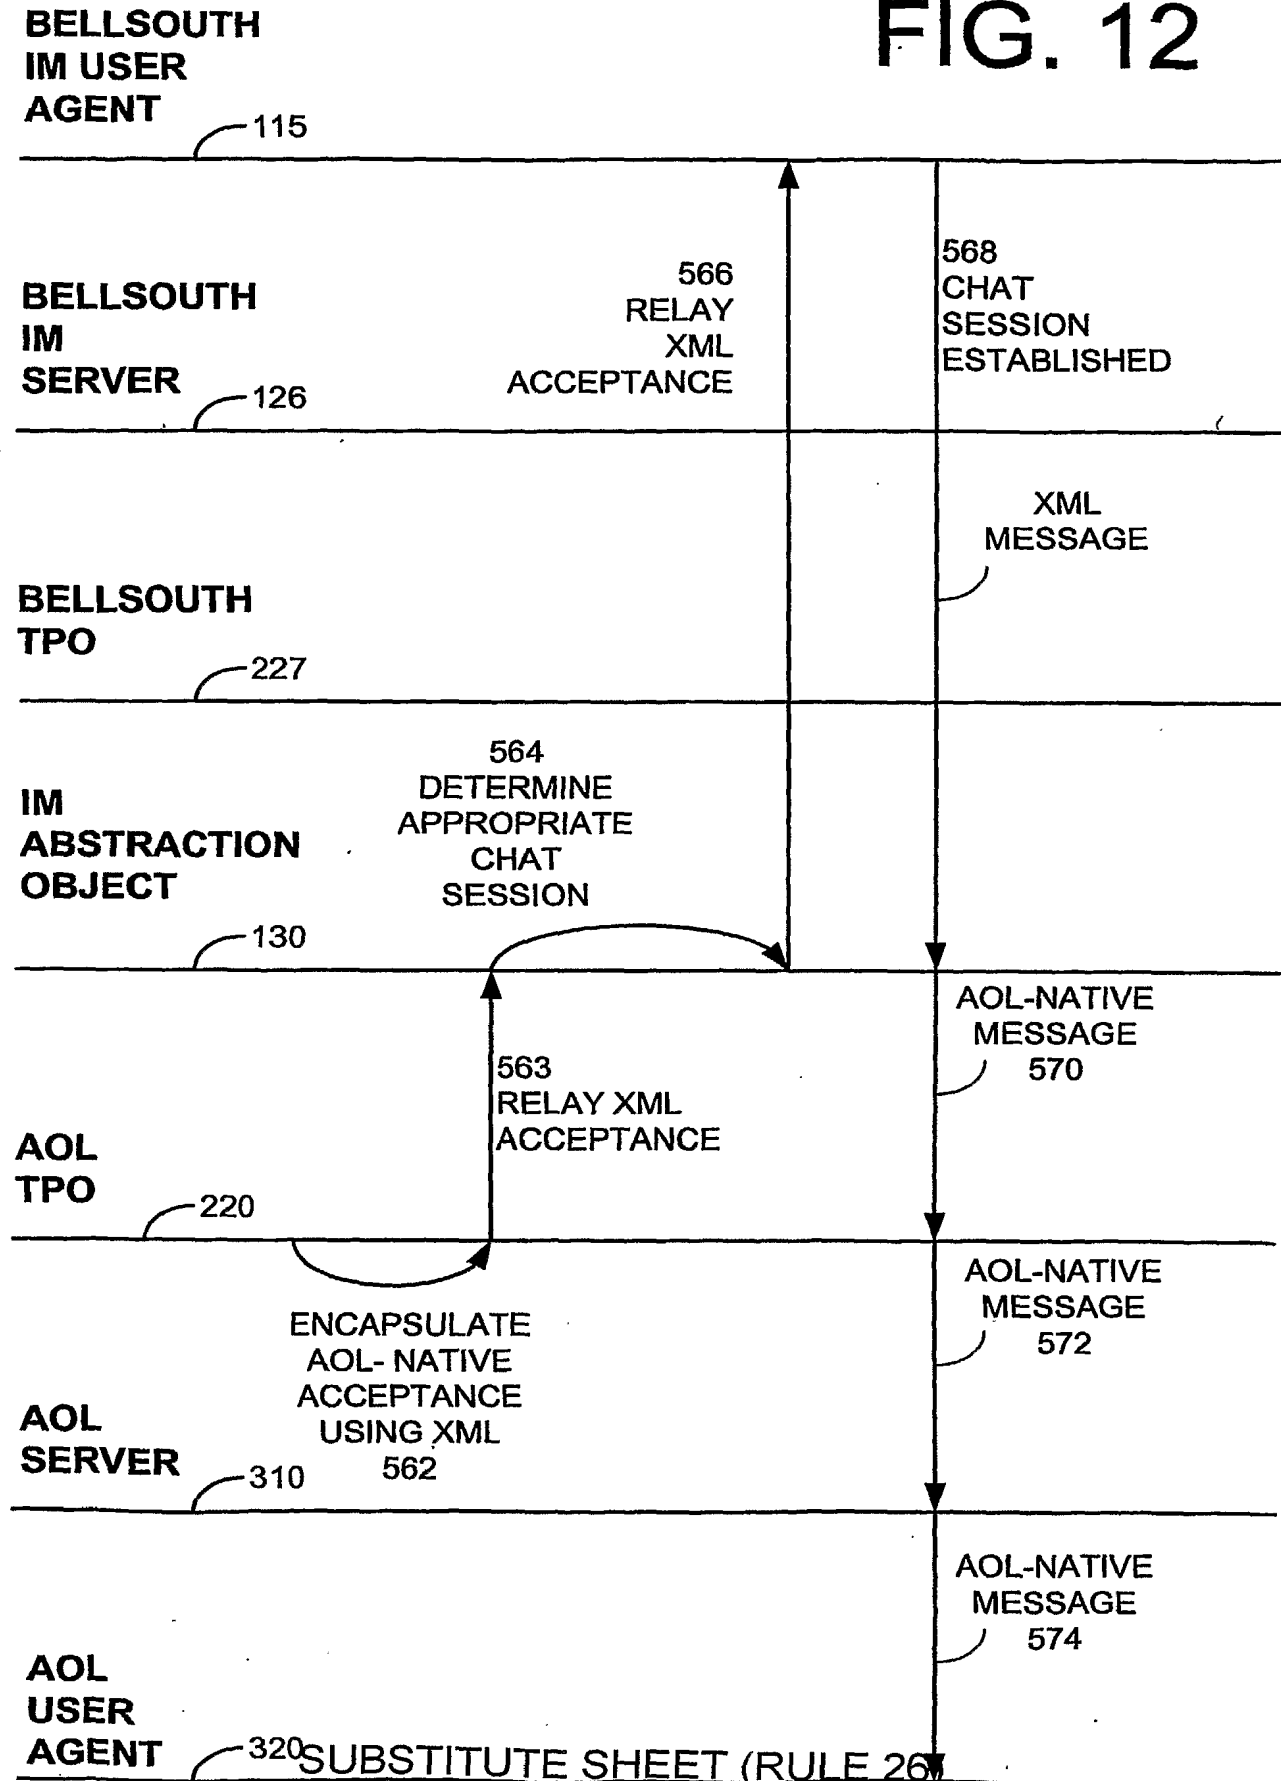 FIG. 12
BELLSOUTH
IM USER
AGENT
115
566
RELAY
XML
ACCEPTANCE
568
CHAT
SESSION
ESTABLISHED
BELLSOUTH
IM
SERVER
126
XML
MESSAGE
BELLSOUTH
TPO
227
564
DETERMINE
APPROPRIATE
CHAT
SESSION
IM
ABSTRACTION
OBJECT
130
AOL-NATIVE
MESSAGE
570
563
RELAY XML
ACCEPTANCE
AOL
TPO
220
ENCAPSULATE
AOL- NATIVE
ACCEPTANCE
USING XML
562
AOL-NATIVE
MESSAGE
572
AOL
SERVER
310
AOL-NATIVE
MESSAGE
574
AOL
USER
AGENT
320
SUBSTITUTE SHEET (RULE 26)